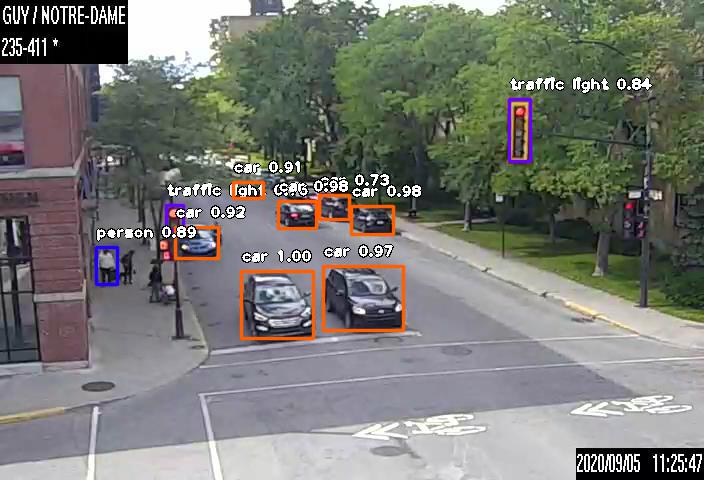 GUY / NOTRE-DAME
235-411 *
traffic light 0.84
car 0.91
car 0.98
0.73
car 0.98
traffic light
car 0.92
person 0.89
car 1.00
car 0.97
2020/09/05 11:25:47